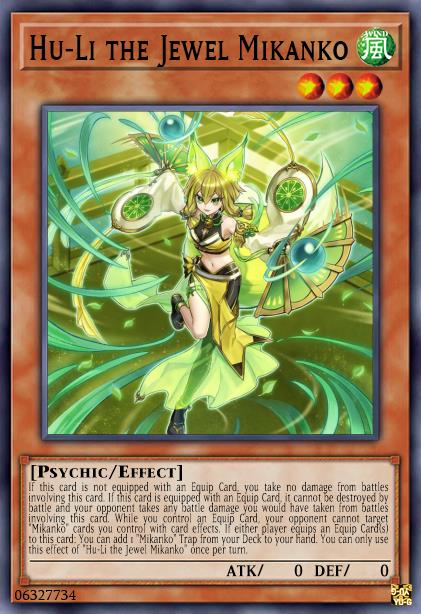 Hu-Li the Jewel Mikanko
WIND
風
[Psychic/Effect]
If this card is not equipped with an Equip Card, you take no damage from battles
involving this card. If this card is equipped with an Equip Card, it cannot be destroyed by
battle and your opponent takes any battle damage you would have taken from battles
involving this card. While you control an Equip Card, your opponent cannot target
"Mikanko" cards you control with card effects. If either player equips an Equip Card(s)
to this card: You can add 1 "Mikanko" Trap from your Deck to your hand. You can only use
this effect of "Hu-Li the Jewel Mikanko" once per turn.
ATK/ 0 DEF/ 0
06327734